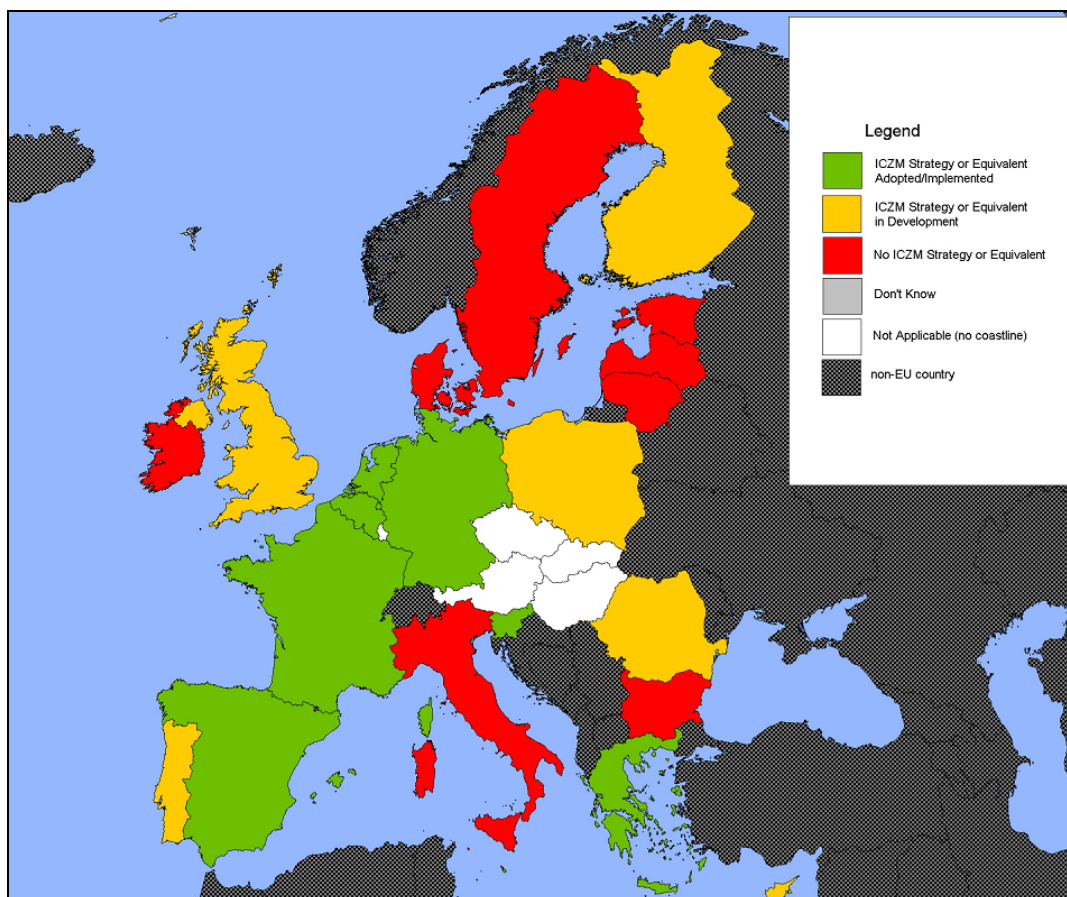 Legend
ICZM Strategy or Equivalent
Adopted/Implemented
ICZM Strategy or Equivalent
in Development
No ICZM Strategy or Equivalent
Don't Know
Not Applicable (no coastline)
non-EU country